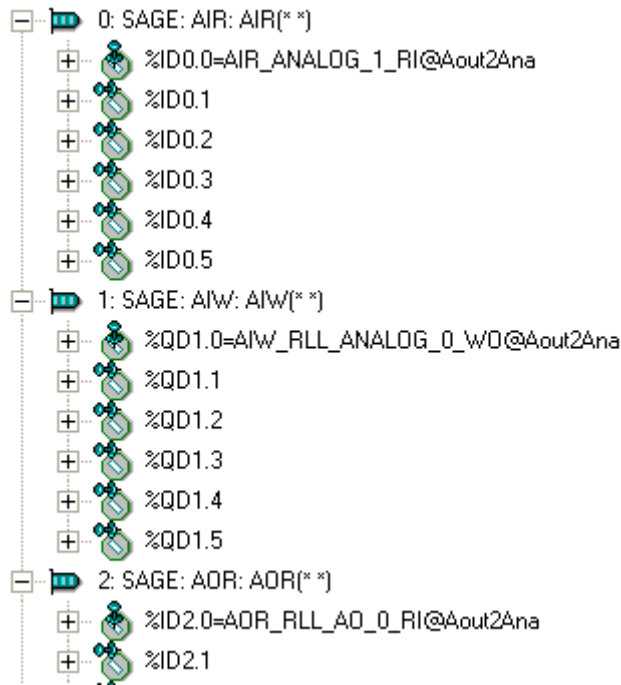 0: SAGE: AIR: AIR(* *)
%ID0.0=AIR_ANALOG_1_RI@Aout2Ana
%ID0.1
%ID0.2
%ID0.3
%ID0.4
%ID0.5
1: SAGE: AIW: AIW(* *)
%QD1.0=AIW_RLL_ANALOG_0_WO@Aout2Ana
%QD1.1
%QD1.2
%QD1.3
%QD1.4
%QD1.5
2: SAGE: AOR: AOR(* *)
%ID2.0=AOR_RLL_AO_0_RI@Aout2Ana
%ID2.1